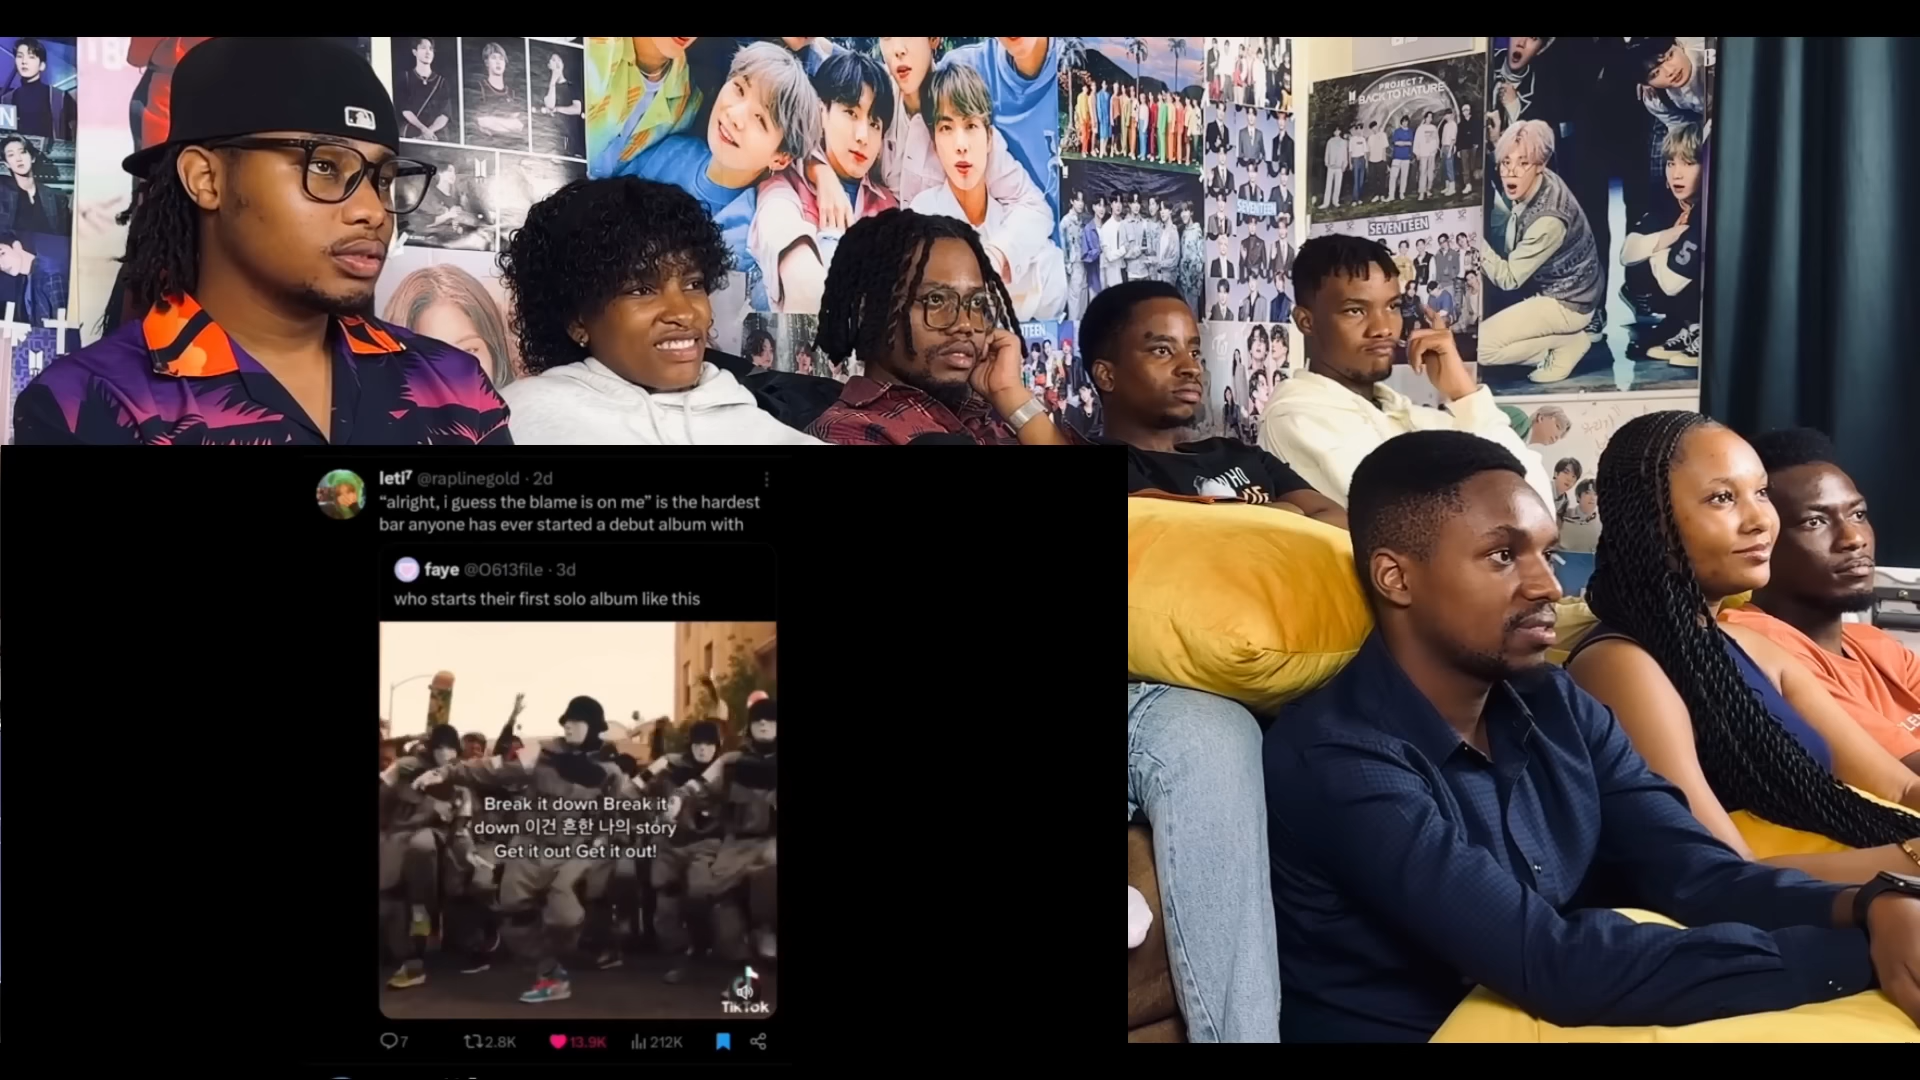 PROJECT 7
BACK TO NATURE
SEVENTEEN
SEVENTEEN
WHO
leti⁷ @raplinegold · 2d
“alright, i guess the blame is on me” is the hardest
bar anyone has ever started a debut album with
faye @0613file · 3d
who starts their first solo album like this
Break it down Break it
down 이건 흔한 나의 story
Get it out Get it out!
TikTok
7
2.8K
13.9K
212K